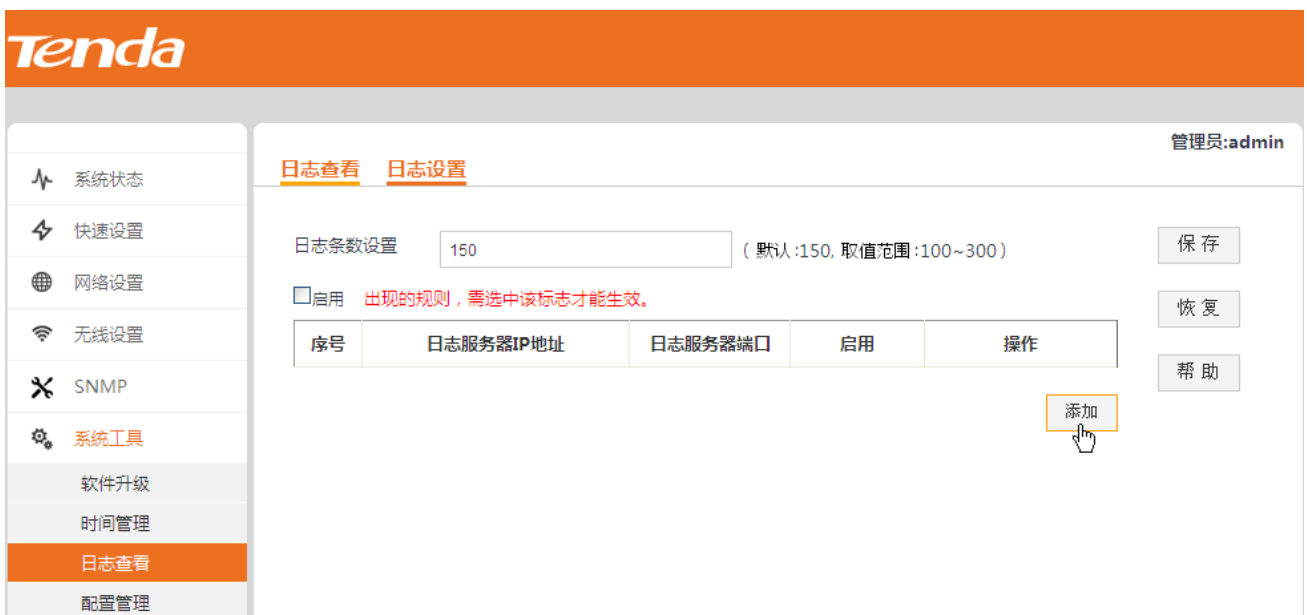 Tenda
管理员:admin
系统状态
快速设置
网络设置
无线设置
SNMP
系统工具
软件升级
时间管理
日志查看
配置管理
日志查看 日志设置
日志条数设置 150 ( 默认:150, 取值范围:100~300)
启用 出现的规则，需选中该标志才能生效。
序号 日志服务器IP地址 日志服务器端口 启用 操作
添加
保存
恢复
帮助